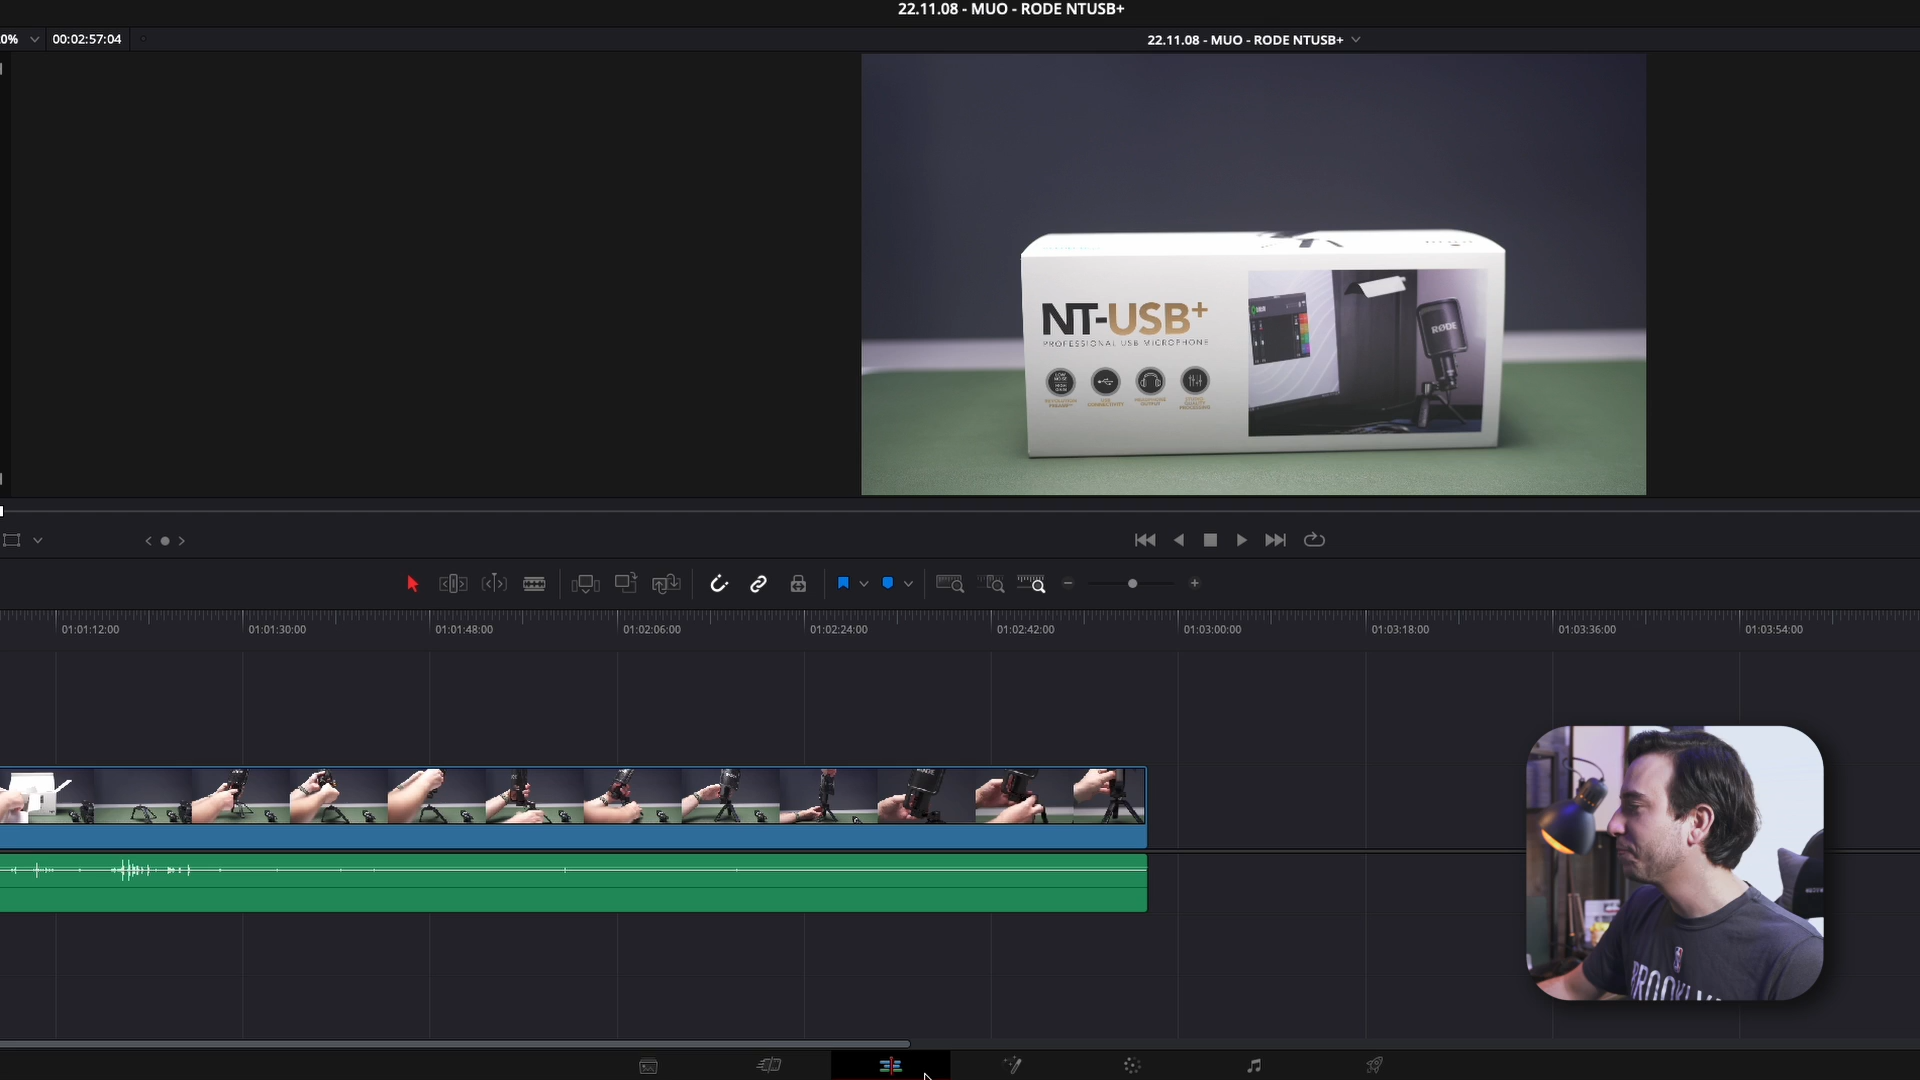 22.11.08 - MUO - RODE NTUSB+
0%
00:02:57:04
22.11.08 - MUO - RODE NTUSB+
NT-USB+
PROFESSIONAL USB MICROPHONE
RØDE
01:01:12:00
01:01:30:00
01:01:48:00
01:02:06:00
01:02:24:00
01:02:42:00
01:03:00:00
01:03:18:00
01:03:36:00
01:03:54:00
BROOKLYN